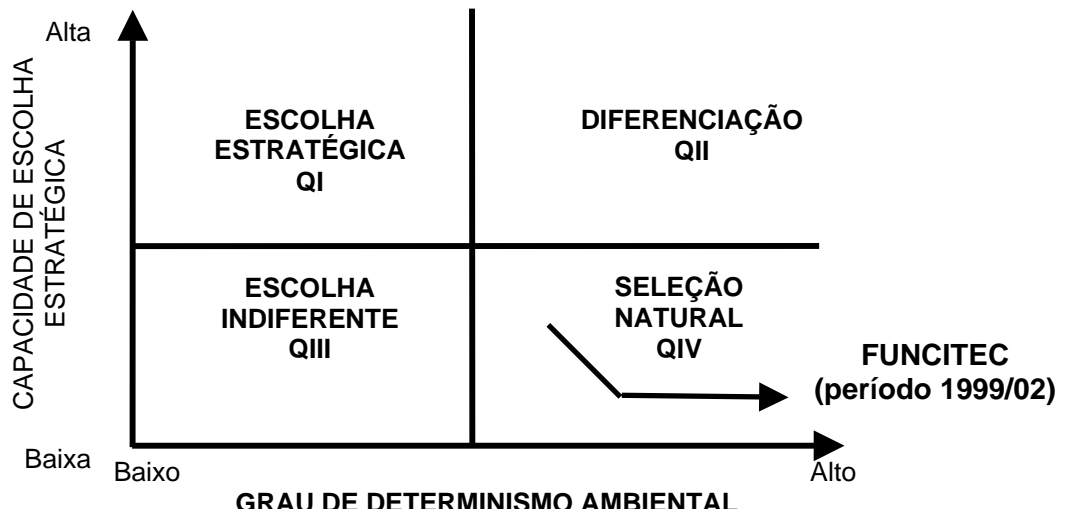 Alta
CAPACIDADE DE ESCOLHA
ESTRATÉGICA
ESCOLHA
ESTRATÉGICA
QI
DIFERENCIAÇÃO
QII
ESCOLHA
INDIFERENTE
QIII
SELEÇÃO
NATURAL
QIV
FUNCITEC
(período 1999/02)
Baixa
Baixo
Alto
GRAU DE DETERMINISMO AMBIENTAL